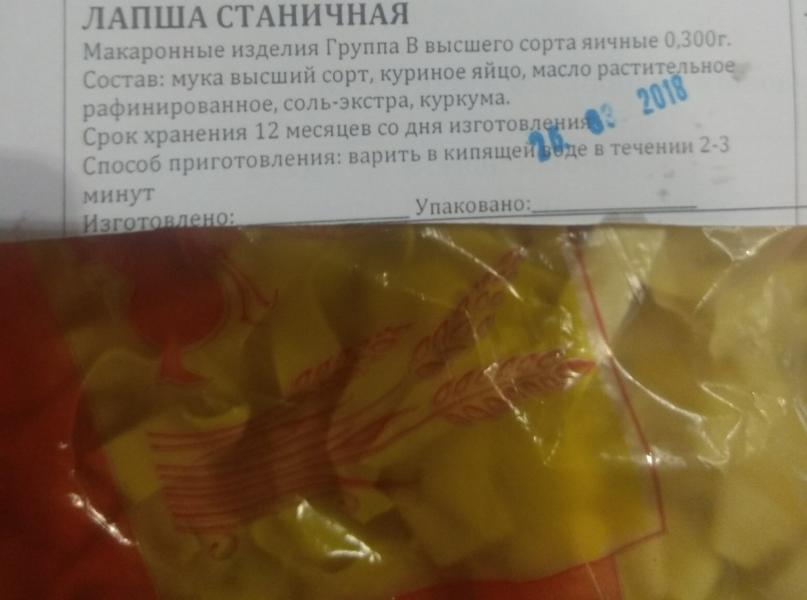 ЛАПША СТАНИЧНАЯ
Макаронные изделия Группа В высшего сорта яичные 0,300г.
Состав: мука высший сорт, куриное яйцо, масло растительное
рафинированное, соль-экстра, куркума.
Срок хранения 12 месяцев со дня изготовления
2018
Способ приготовления: варить в кипящей воде в течении 2-3
минут
Изготовлено:____________ Упаковано:____________